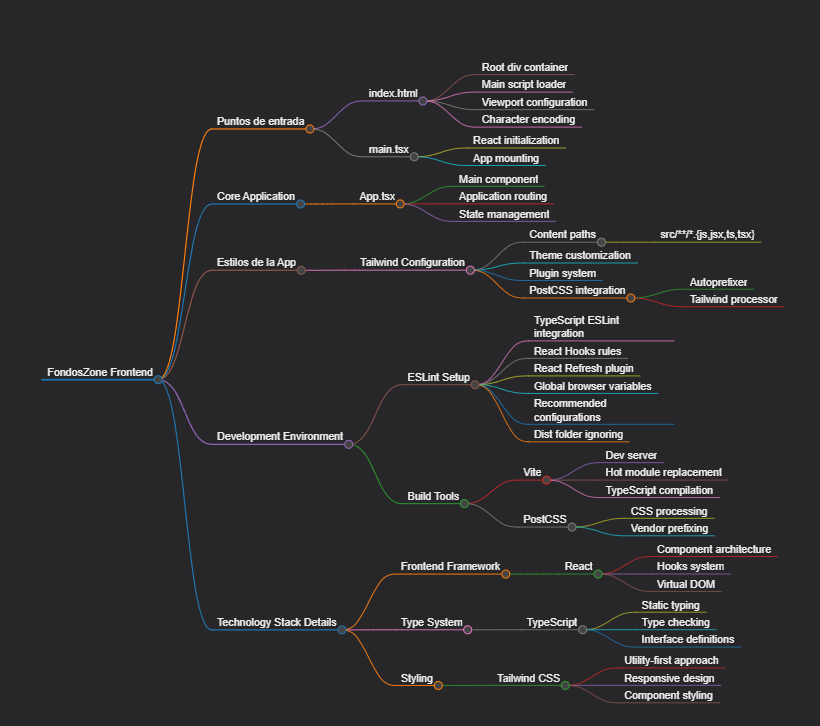 FondosZone Frontend
Puntos de entrada
index.html
Root div container
Main script loader
Viewport configuration
Character encoding
main.tsx
React initialization
App mounting
Core Application
App.tsx
Main component
Application routing
State management
Estilos de la App
Tailwind Configuration
Content paths
src/**/*.{js,jsx,ts,tsx}
Theme customization
Plugin system
PostCSS integration
Autoprefixer
Tailwind processor
Development Environment
ESLint Setup
TypeScript ESLint
integration
React Hooks rules
React Refresh plugin
Global browser variables
Recommended
configurations
Dist folder ignoring
Build Tools
Vite
Dev server
Hot module replacement
TypeScript compilation
PostCSS
CSS processing
Vendor prefixing
Technology Stack Details
Frontend Framework
React
Component architecture
Hooks system
Virtual DOM
Type System
TypeScript
Static typing
Type checking
Interface definitions
Styling
Tailwind CSS
Utility-first approach
Responsive design
Component styling